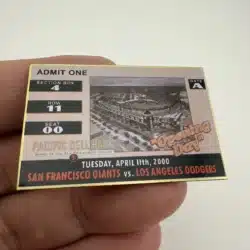 ADMIT ONE
SECTION BOX
4
ROW
11
SEAT
00
GATE
A
Opening
Day
PACIFIC BELL PARK
TUESDAY, APRIL 11th, 2000
SAN FRANCISCO GIANTS vs. LOS ANGELES DODGERS